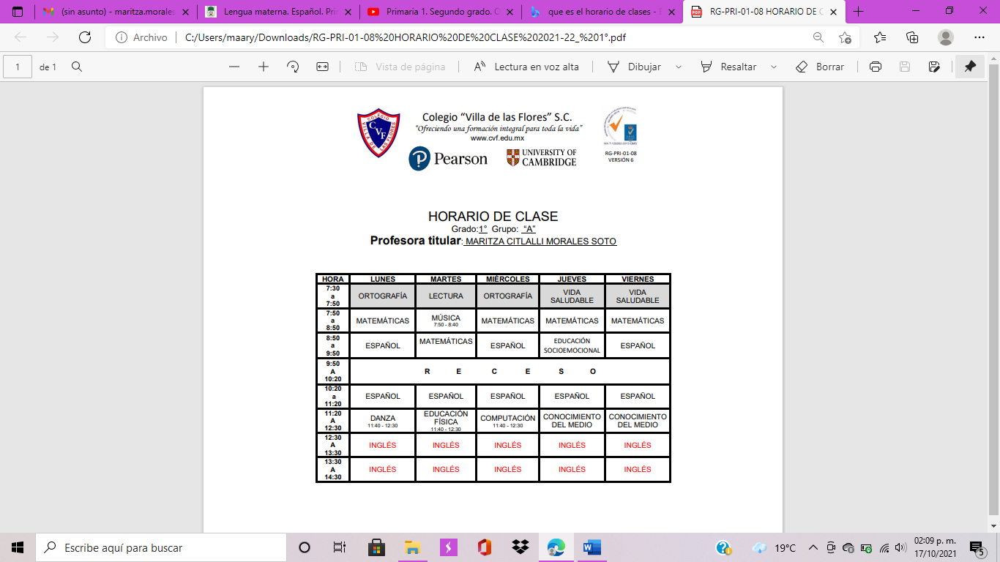 (sin asunto) - maritza.morales
Lengua materna. Español. Pri
Primaria 1. Segundo grado. C
que es el horario de clases - B
RG-PRI-01-08 HORARIO DE C
Archivo C:/Users/maary/Downloads/RG-PRI-01-08%20HORARIO%20DE%20CLASE%202021-22_%201°.pdf
1 de 1 Vista de página Lectura en voz alta Dibujar Resaltar Borrar
COLEGIO
CVF
VILLA DE LAS FLORES
Colegio “Villa de las Flores” S.C.
“Ofreciendo una formación integral para toda la vida”
www.cvf.edu.mx
P Pearson
UNIVERSITY OF
CAMBRIDGE
RG-PRI-01-08
VERSIÓN 6
HORARIO DE CLASE
Grado:1° Grupo: “A”
Profesora titular: MARITZA CITLALLI MORALES SOTO
HORA LUNES MARTES MIÉRCOLES JUEVES VIERNES
7:30 a 7:50 ORTOGRAFÍA LECTURA ORTOGRAFÍA VIDA SALUDABLE VIDA SALUDABLE
7:50 a 8:50 MATEMÁTICAS MÚSICA 7:50 - 8:40 MATEMÁTICAS MATEMÁTICAS MATEMÁTICAS
8:50 a 9:50 ESPAÑOL MATEMÁTICAS ESPAÑOL EDUCACIÓN SOCIOEMOCIONAL ESPAÑOL
9:50 A 10:20 R E C E S O
10:20 a 11:20 ESPAÑOL ESPAÑOL ESPAÑOL ESPAÑOL ESPAÑOL
11:20 A 12:30 DANZA 11:40 - 12:30 EDUCACIÓN FÍSICA 11:40 - 12:30 COMPUTACIÓN 11:40 - 12:30 CONOCIMIENTO DEL MEDIO CONOCIMIENTO DEL MEDIO
12:30 A 13:30 INGLÉS INGLÉS INGLÉS INGLÉS INGLÉS
13:30 A 14:30 INGLÉS INGLÉS INGLÉS INGLÉS INGLÉS
Escribe aquí para buscar
19°C
02:09 p. m.
17/10/2021
5